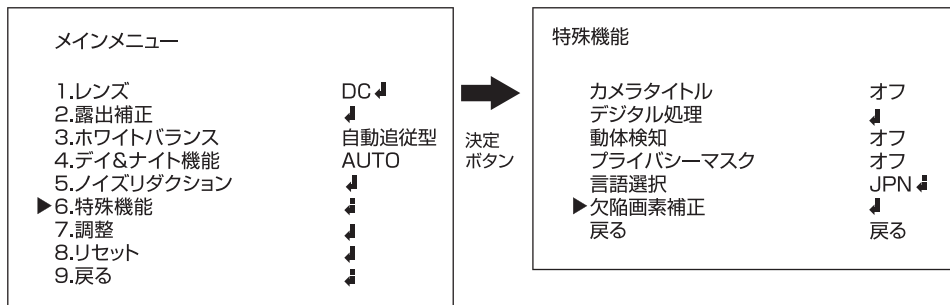 メインメニュー
1.レンズ DC↲
2.露出補正 ↲
3.ホワイトバランス 自動追従型
4.デイ&ナイト機能 AUTO
5.ノイズリダクション ↲
▶6.特殊機能 ↲
7.調整 ↲
8.リセット ↲
9.戻る ↲
決定
ボタン
特殊機能
カメラタイトル オフ
デジタル処理 ↲
動体検知 オフ
プライバシーマスク オフ
言語選択 JPN↲
▶欠陥画素補正 ↲
戻る 戻る